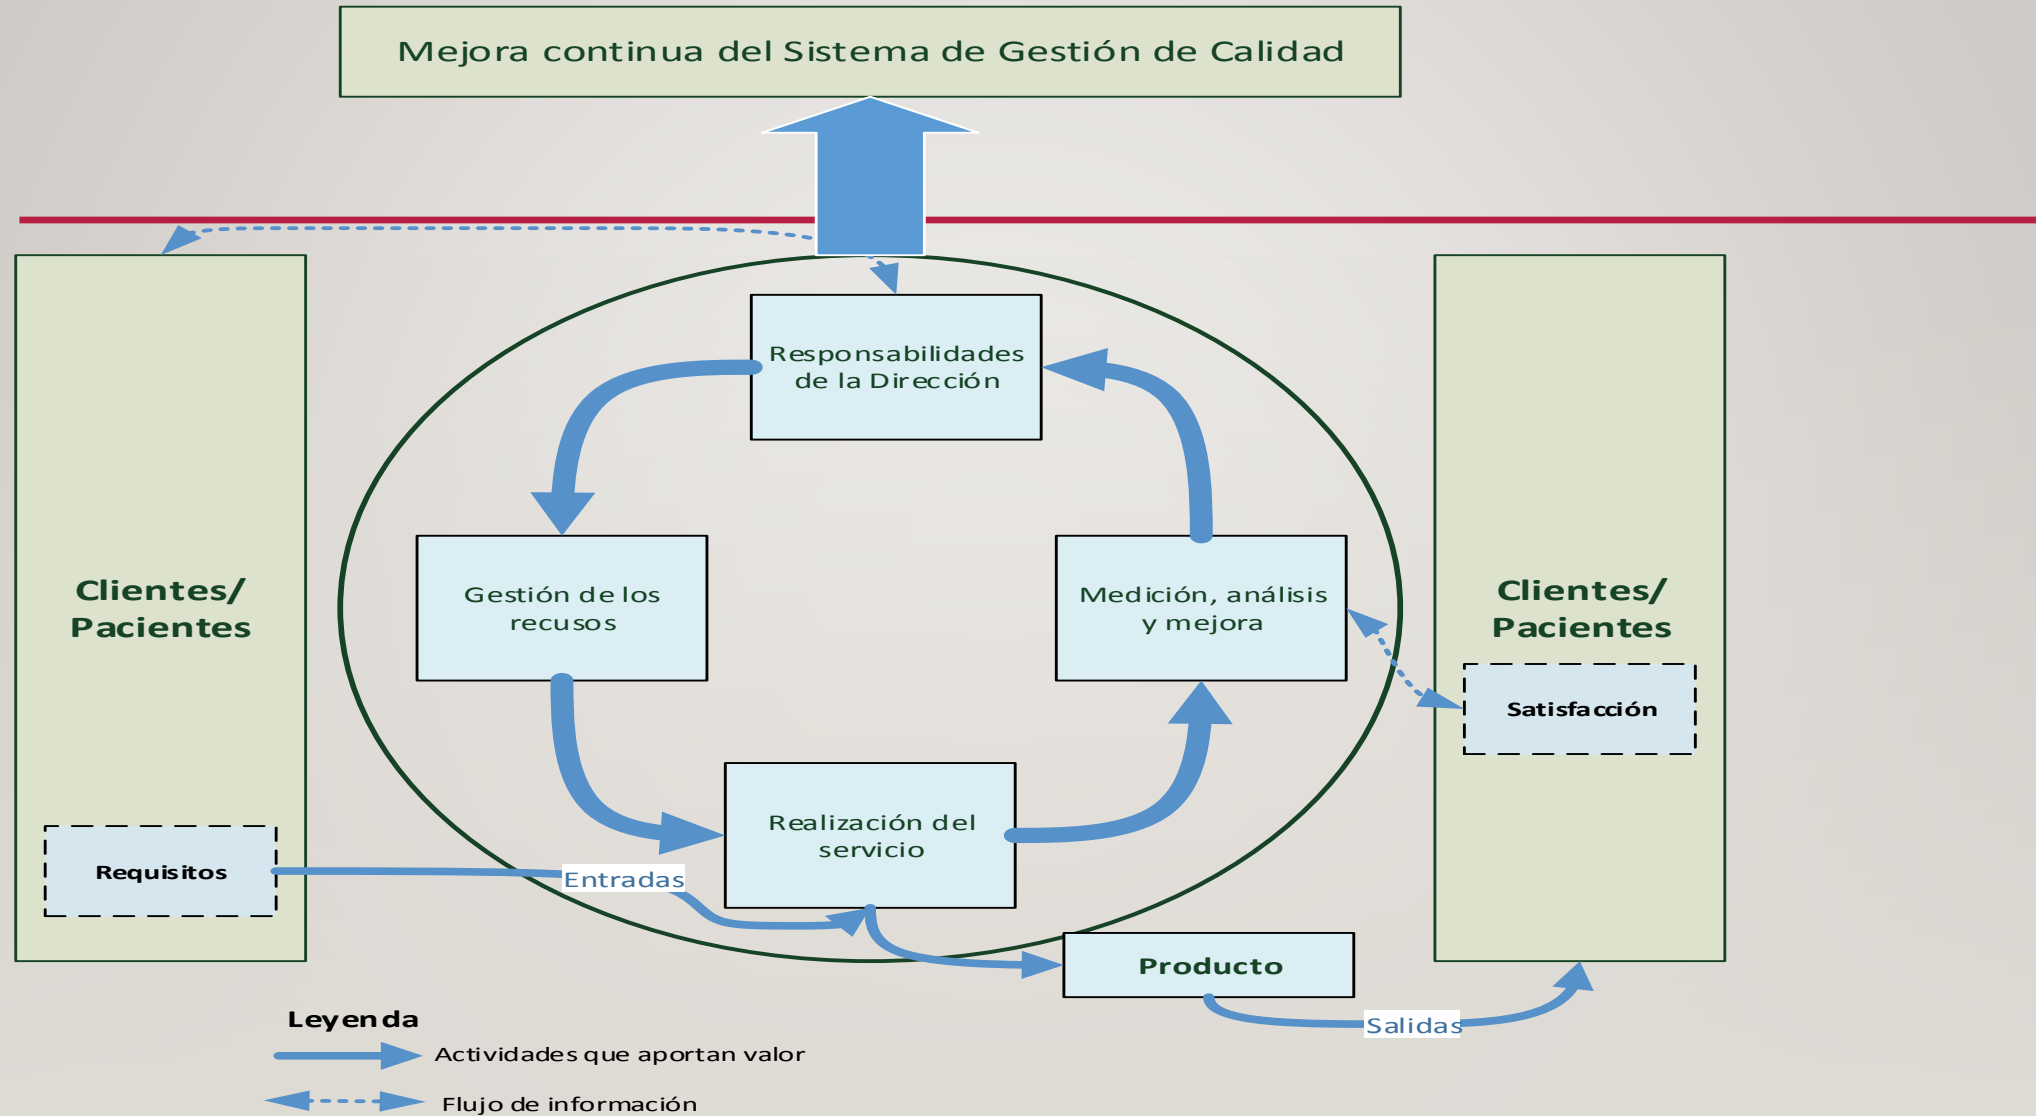 Mejora continua del Sistema de Gestión de Calidad
Responsabilidades
de la Dirección
Clientes/
Pacientes
Gestión de los
recusos
Medición, análisis
y mejora
Clientes/
Pacientes
Satisfacción
Realización del
servicio
Requisitos
Entradas
Producto
Salidas
Leyenda
Actividades que aportan valor
Flujo de información